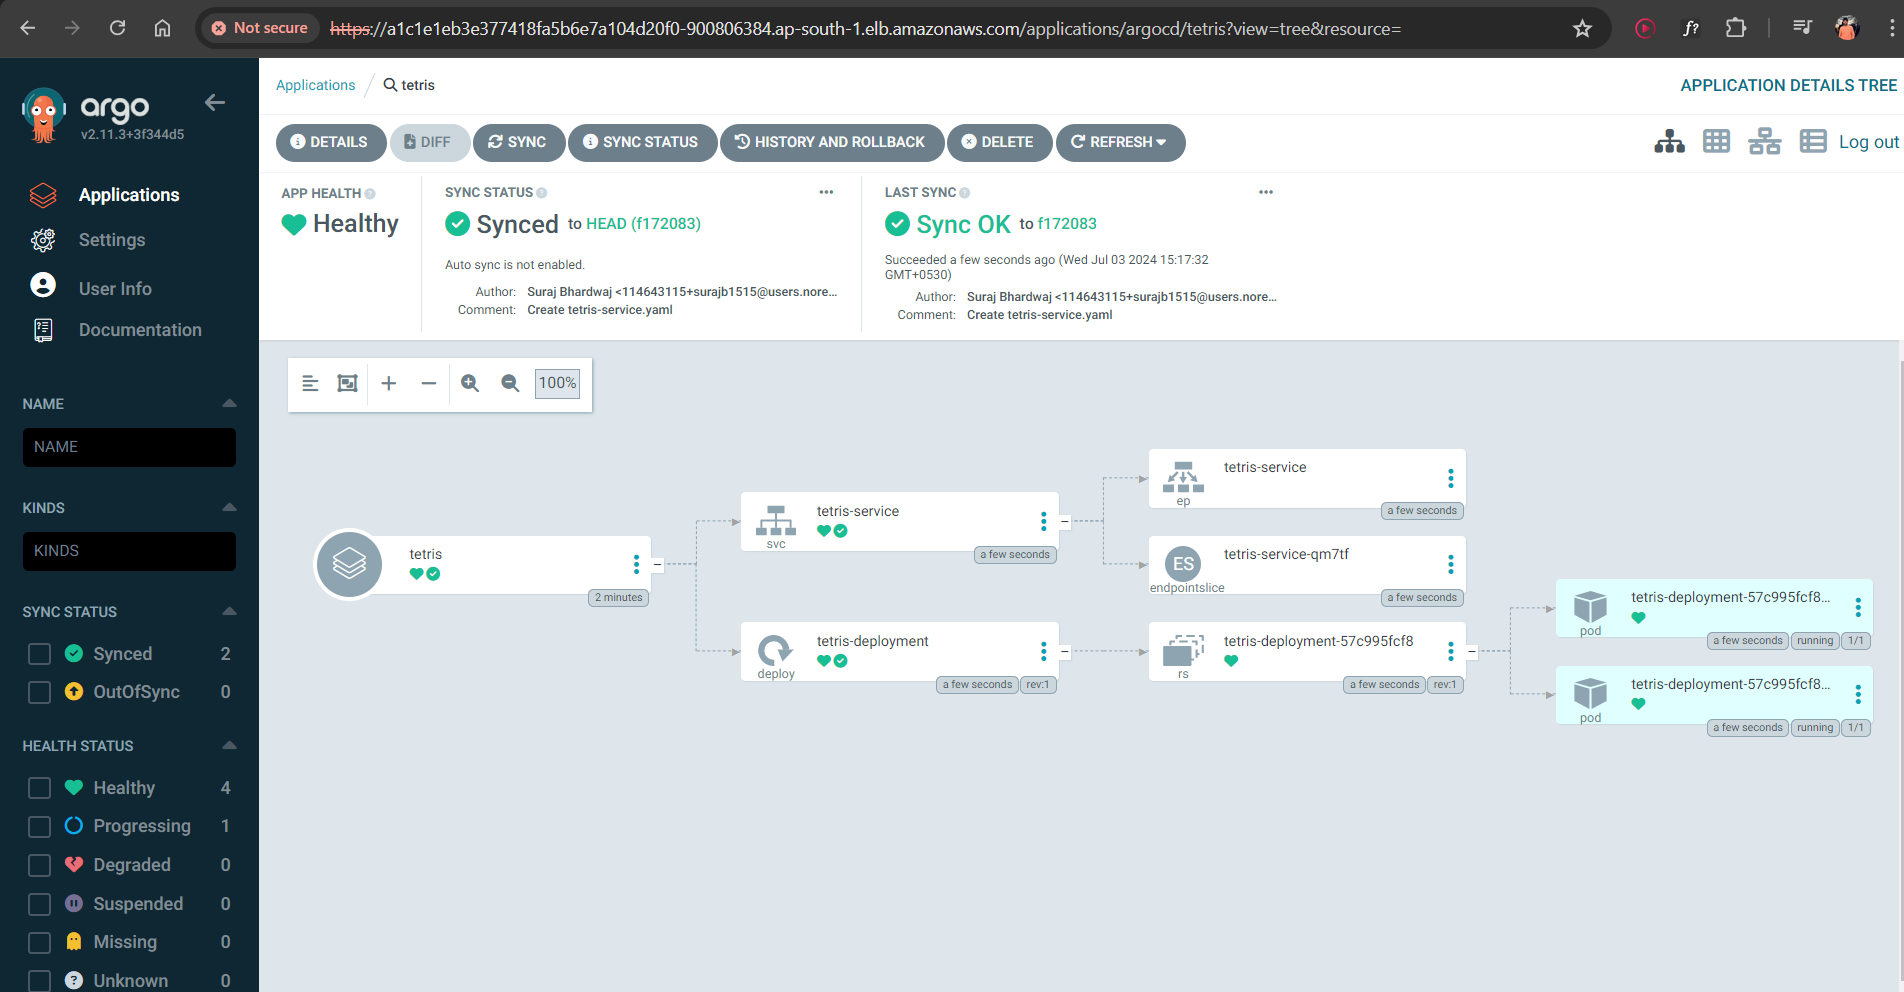 Not secure
https://a1c1e1eb3e377418fa5b6e7a104d20f0-900806384.ap-south-1.elb.amazonaws.com/applications/argocd/tetris?view=tree&resource=
f?
argo
v2.11.3+3f344d5
Applications
Settings
User Info
Documentation
NAME
NAME
KINDS
KINDS
SYNC STATUS
Synced 2
OutOfSync 0
HEALTH STATUS
Healthy 4
Progressing 1
Degraded 0
Suspended 0
Missing 0
Unknown 0
Applications / tetris
APPLICATION DETAILS TREE
DETAILS DIFF SYNC SYNC STATUS HISTORY AND ROLLBACK DELETE REFRESH
Log out
APP HEALTH
Healthy
SYNC STATUS
Synced to HEAD (f172083)
Auto sync is not enabled.
Author: Suraj Bhardwaj <114643115+surajb1515@users.nore...
Comment: Create tetris-service.yaml
LAST SYNC
Sync OK to f172083
Succeeded a few seconds ago (Wed Jul 03 2024 15:17:32
GMT+0530)
Author: Suraj Bhardwaj <114643115+surajb1515@users.nore...
Comment: Create tetris-service.yaml
100%
tetris
2 minutes
tetris-service
svc
a few seconds
tetris-deployment
deploy
a few seconds rev:1
tetris-service
ep
a few seconds
ES
tetris-service-qm7tf
endpointslice
a few seconds
tetris-deployment-57c995fcf8
rs
a few seconds rev:1
tetris-deployment-57c995fcf8...
pod
a few seconds running 1/1
tetris-deployment-57c995fcf8...
pod
a few seconds running 1/1